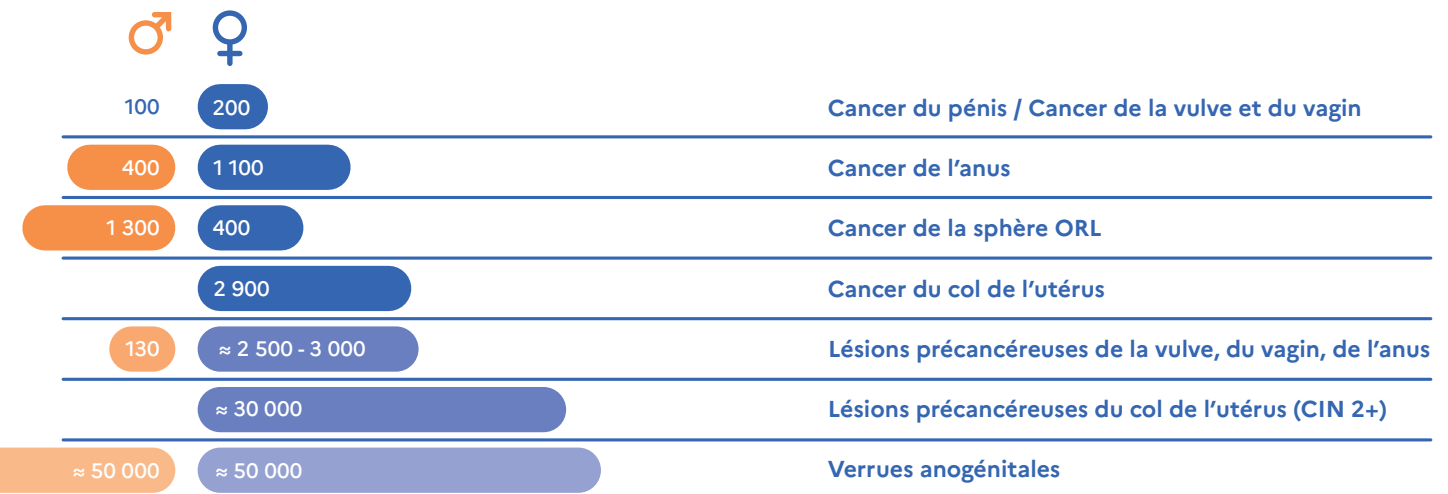 100 200 Cancer du pénis / Cancer de la vulve et du vagin
400 1 100 Cancer de l’anus
1 300 400 Cancer de la sphère ORL
2 900 Cancer du col de l’utérus
130 ≈ 2 500 - 3 000 Lésions précancéreuses de la vulve, du vagin, de l’anus
≈ 30 000 Lésions précancéreuses du col de l’utérus (CIN 2+)
≈ 50 000 ≈ 50 000 Verrues anogénitales